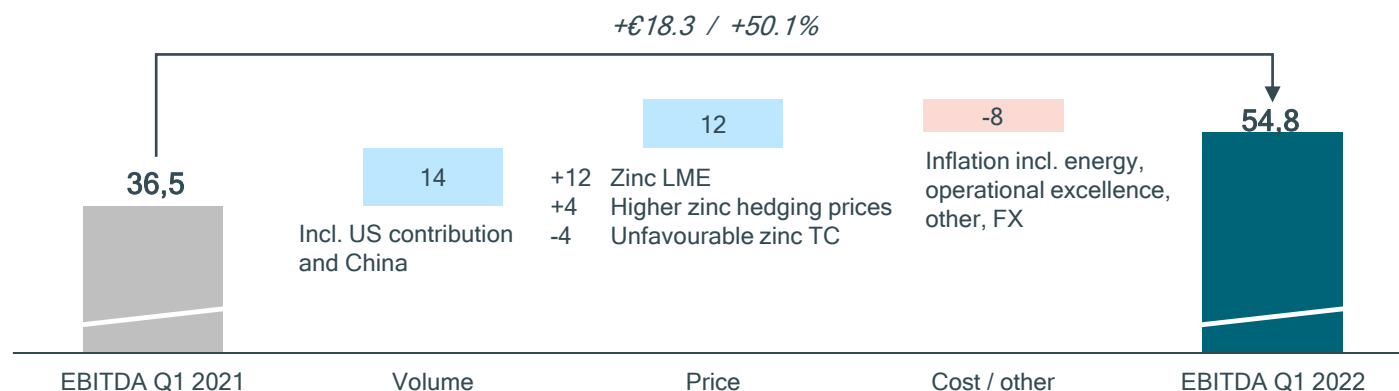 +€18.3 / +50.1%
36,5
14
Incl. US contribution
and China
12
+12 Zinc LME
+4 Higher zinc hedging prices
-4 Unfavourable zinc TC
-8
Inflation incl. energy,
operational excellence,
other, FX
54,8
EBITDA Q1 2021
Volume
Price
Cost / other
EBITDA Q1 2022